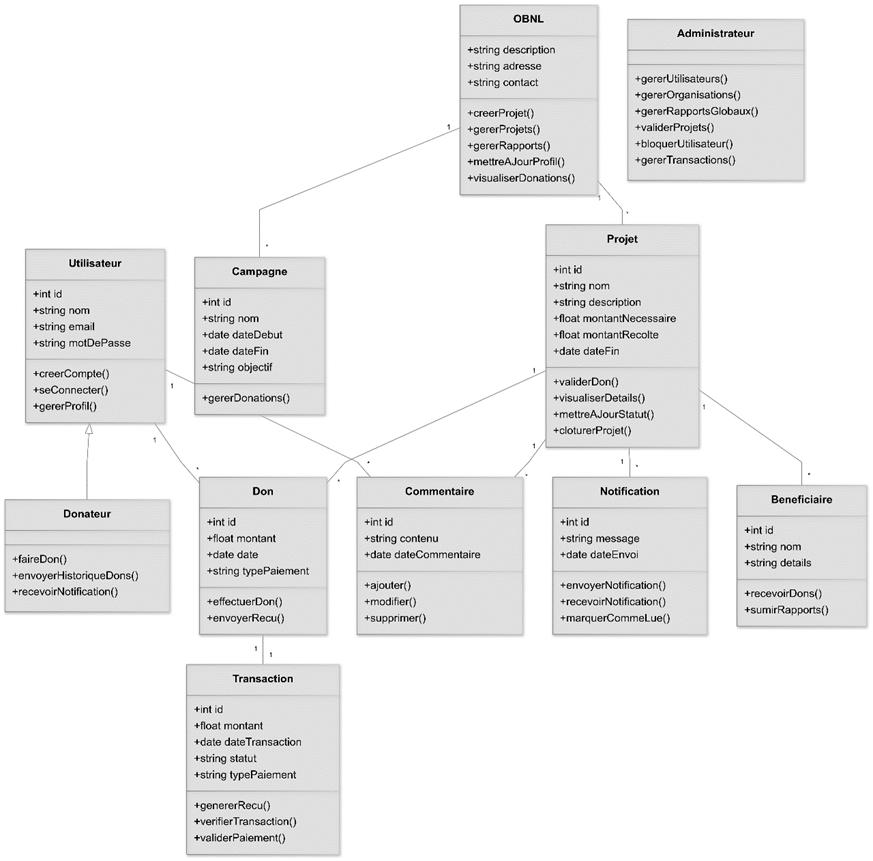 OBNL
+string description
+string adresse
+string contact
+creerProjet()
+gererProjets()
+gererRapports()
+mettreAJourProfil()
+visualiserDonations()
Administrateur
+gererUtilisateurs()
+gererOrganisations()
+gererRapportsGlobaux()
+validerProjets()
+bloquerUtilisateur()
+gererTransactions()
1
*
1
*
Utilisateur
+int id
+string nom
+string email
+string motDePasse
+creerCompte()
+seConnecter()
+gererProfil()
Campagne
+int id
+string nom
+date dateDebut
+date dateFin
+string objectif
+gererDonations()
Projet
+int id
+string nom
+string description
+float montantNecessaire
+float montantRecolte
+date dateFin
+validerDon()
+visualiserDetails()
+mettreAJourStatut()
+cloturerProjet()
1
1
1
1
1
1
*
*
*
*
*
*
Donateur
+faireDon()
+envoyerHistoriqueDons()
+recevoirNotification()
Don
+int id
+float montant
+date date
+string typePaiement
+effectuerDon()
+envoyerRecu()
Commentaire
+int id
+string contenu
+date dateCommentaire
+ajouter()
+modifier()
+supprimer()
Notification
+int id
+string message
+date dateEnvoi
+envoyerNotification()
+recevoirNotification()
+marquerCommeLue()
Beneficiaire
+int id
+string nom
+string details
+recevoirDons()
+sumirRapports()
1
1
Transaction
+int id
+float montant
+date dateTransaction
+string statut
+string typePaiement
+genererRecu()
+verifierTransaction()
+validerPaiement()